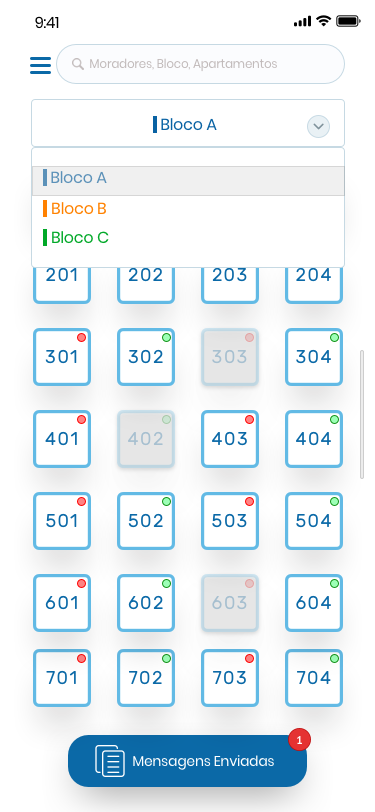 9:41
Moradores, Bloco, Apartamentos
Bloco A
Bloco A
Bloco B
Bloco C
201 202 203 204
301 302 303 304
401 402 403 404
501 502 503 504
601 602 603 604
701 702 703 704
1
Mensagens Enviadas